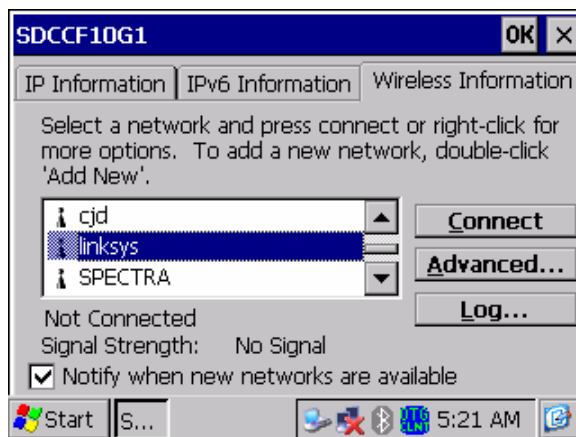 SDCCF10G1 OK ×
IP Information IPv6 Information Wireless Information
Select a network and press connect or right-click for
more options. To add a new network, double-click
'Add New'.
cjd
linksys
SPECTRA
Connect
Advanced...
Log...
Not Connected
Signal Strength: No Signal
Notify when new networks are available
Start S... 5:21 AM